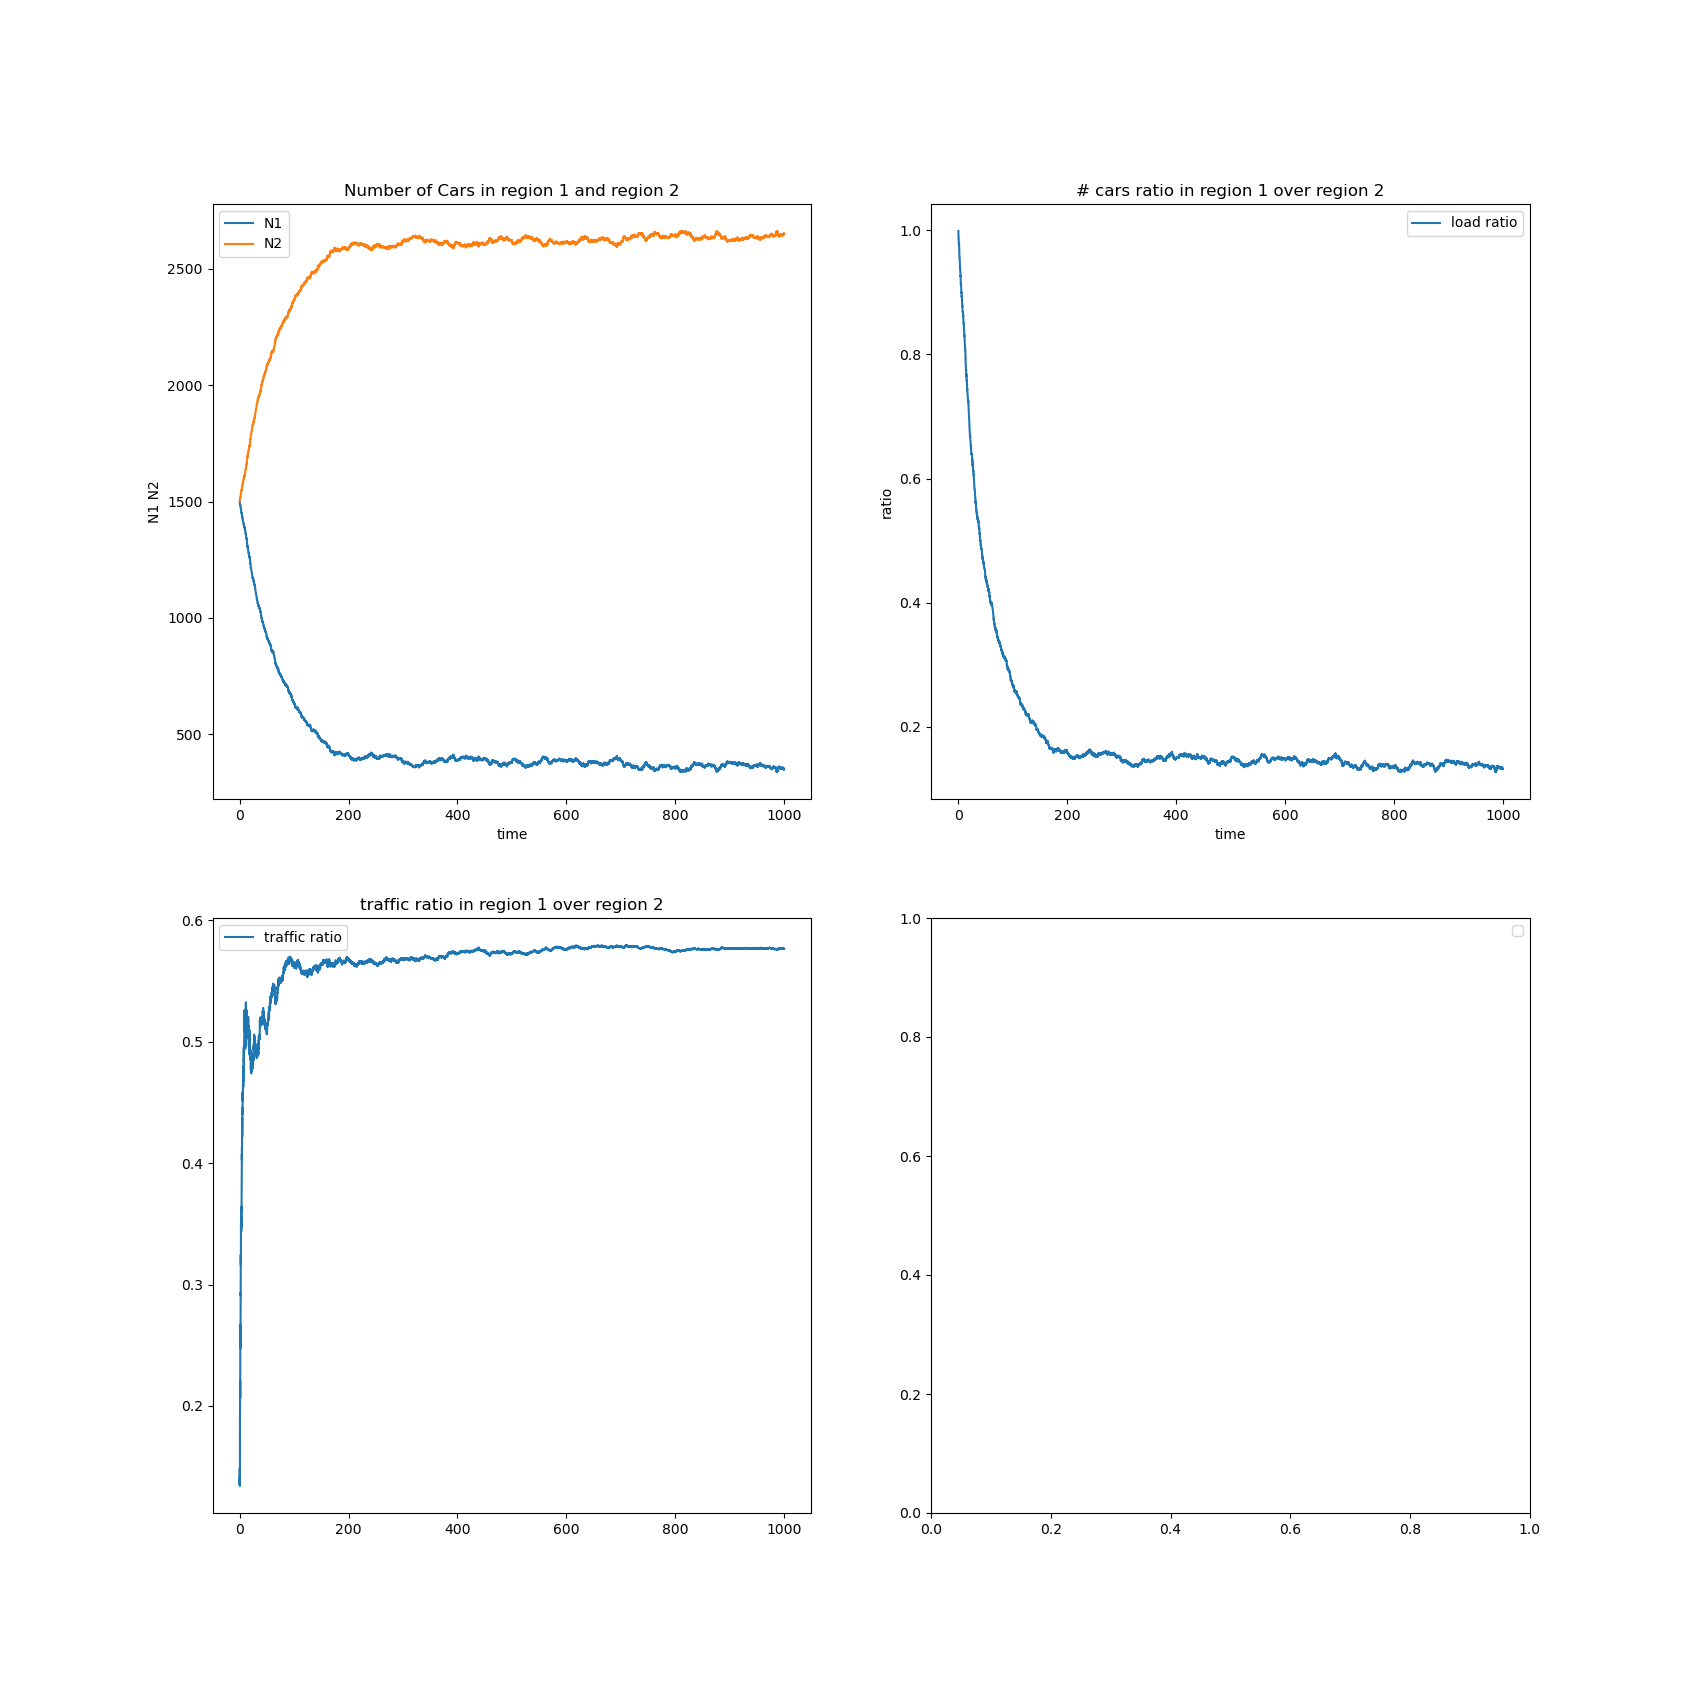 Number of Cars in region 1 and region 2
N1
N2
2500
2000
1500
1000
500
N1 N2
0 200 400 600 800 1000
time
# cars ratio in region 1 over region 2
load ratio
1.0
0.8
0.6
0.4
0.2
ratio
0 200 400 600 800 1000
time
traffic ratio in region 1 over region 2
traffic ratio
0.6
0.5
0.4
0.3
0.2
0 200 400 600 800 1000
1.0
0.8
0.6
0.4
0.2
0.0
0.0 0.2 0.4 0.6 0.8 1.0